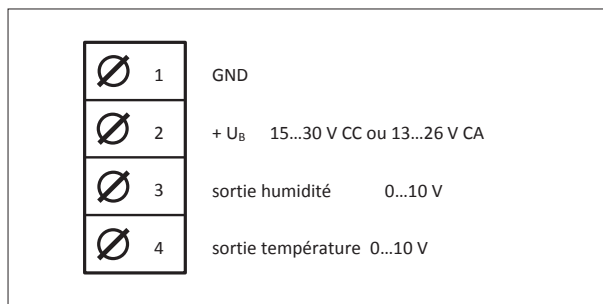 1 GND
2 + UB 15...30 V CC ou 13...26 V CA
3 sortie humidité 0...10 V
4 sortie température 0...10 V